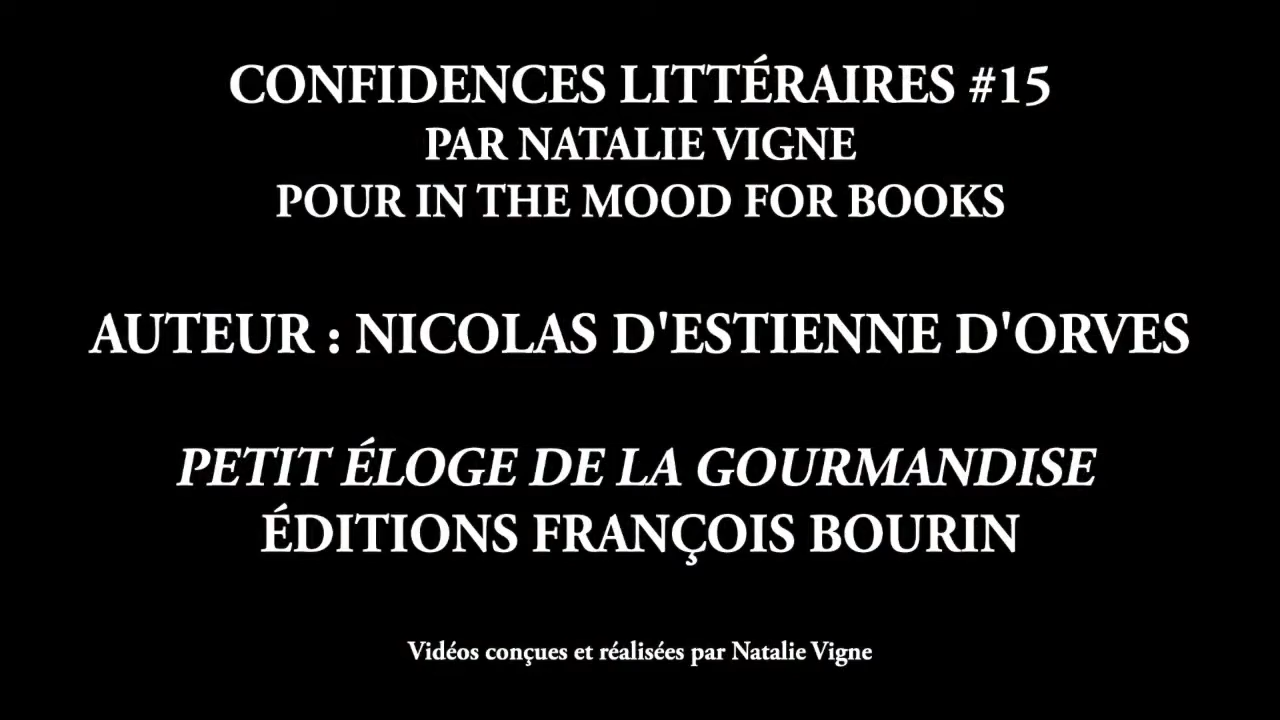 CONFIDENCES LITTÉRAIRES #15
PAR NATALIE VIGNE
POUR IN THE MOOD FOR BOOKS
AUTEUR : NICOLAS D'ESTIENNE D'ORVES
PETIT ÉLOGE DE LA GOURMANDISE
ÉDITIONS FRANÇOIS BOURIN
Vidéos conçues et réalisées par Natalie Vigne